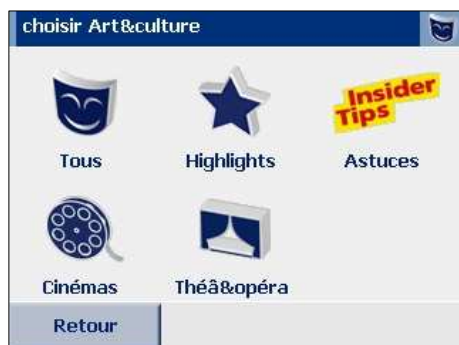 choisir Art&culture
Insider
Tips
Tous
Highlights
Astuces
Cinémas
Théâ&opéra
Retour